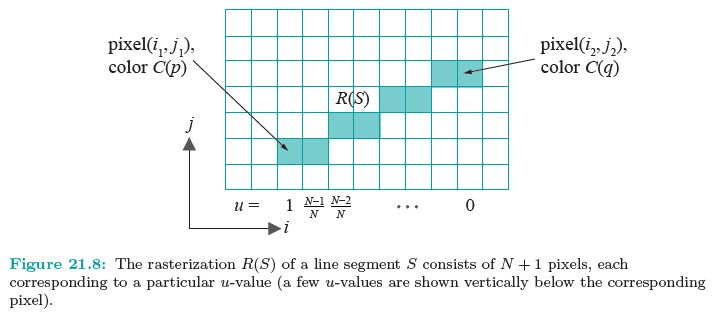 pixel(i₁, j₁),
color C(p)
pixel(i₂, j₂),
color C(q)
R(S)
j
u = 1 N−1/N N−2/N ... 0
i
Figure 21.8: The rasterization R(S) of a line segment S consists of N + 1 pixels, each
corresponding to a particular u-value (a few u-values are shown vertically below the corresponding
pixel).